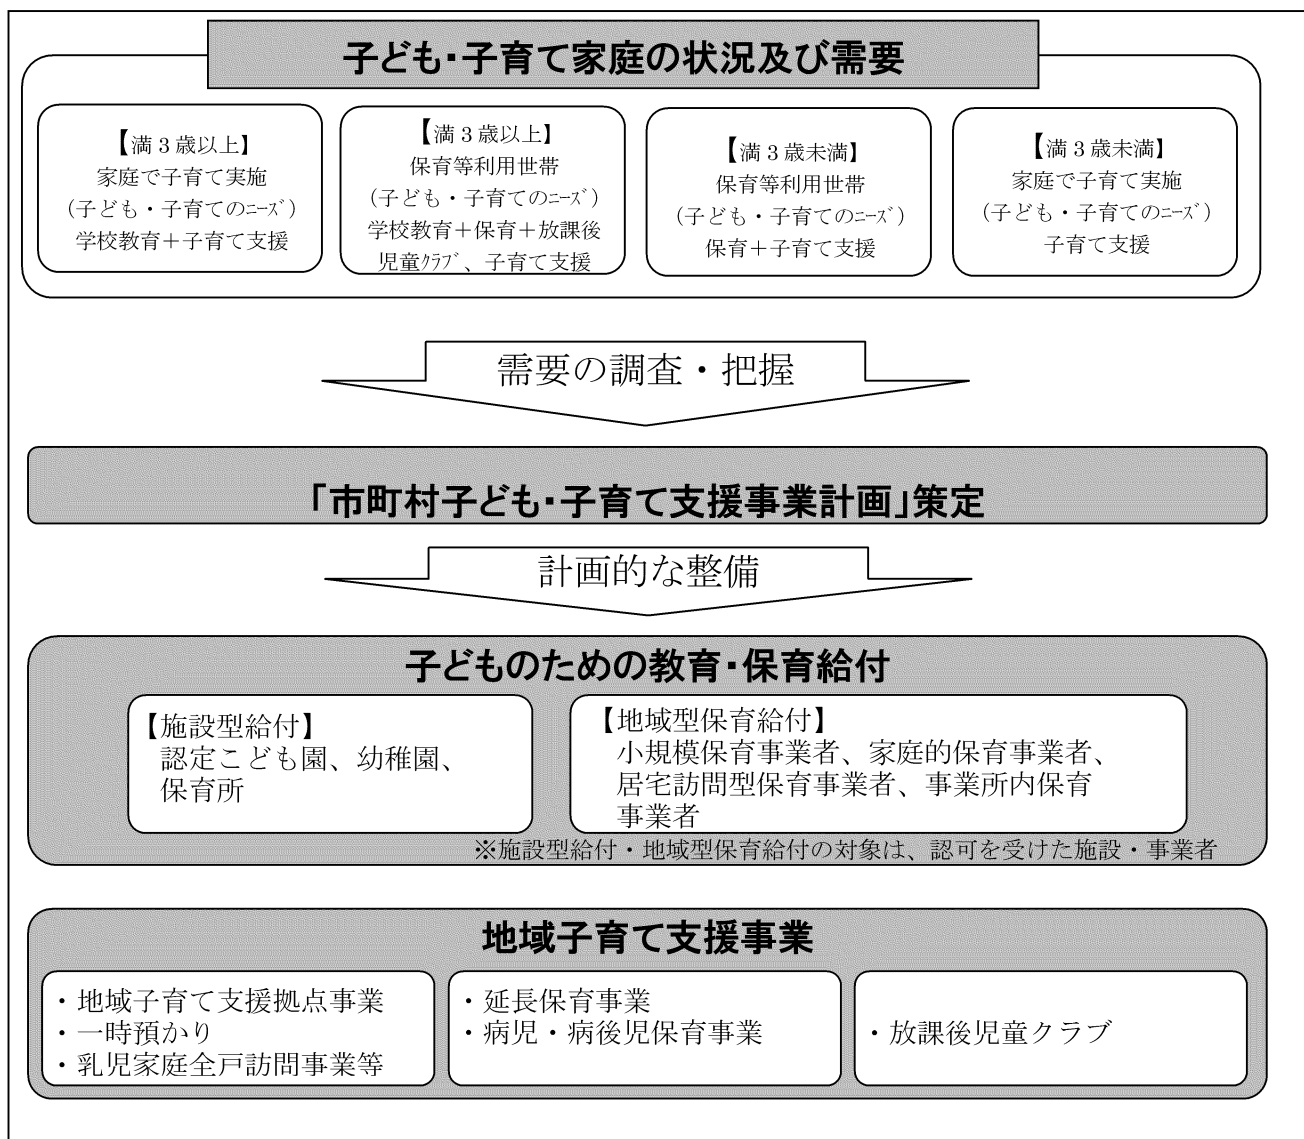 子ども・子育て家庭の状況及び需要
【満３歳以上】
家庭で子育て実施
(子ども・子育てのﾆｰｽﾞ)
学校教育＋子育て支援
【満３歳以上】
保育等利用世帯
(子ども・子育てのﾆｰｽﾞ)
学校教育＋保育＋放課後
児童ｸﾗﾌﾞ、子育て支援
【満３歳未満】
保育等利用世帯
(子ども・子育てのﾆｰｽﾞ)
保育＋子育て支援
【満３歳未満】
家庭で子育て実施
(子ども・子育てのﾆｰｽﾞ)
子育て支援
需要の調査・把握
「市町村子ども・子育て支援事業計画」策定
計画的な整備
子どものための教育・保育給付
【施設型給付】
認定こども園、幼稚園、
保育所
【地域型保育給付】
小規模保育事業者、家庭的保育事業者、
居宅訪問型保育事業者、事業所内保育
事業者
※施設型給付・地域型保育給付の対象は、認可を受けた施設・事業者
地域子育て支援事業
・地域子育て支援拠点事業
・一時預かり
・乳児家庭全戸訪問事業等
・延長保育事業
・病児・病後児保育事業
・放課後児童クラブ